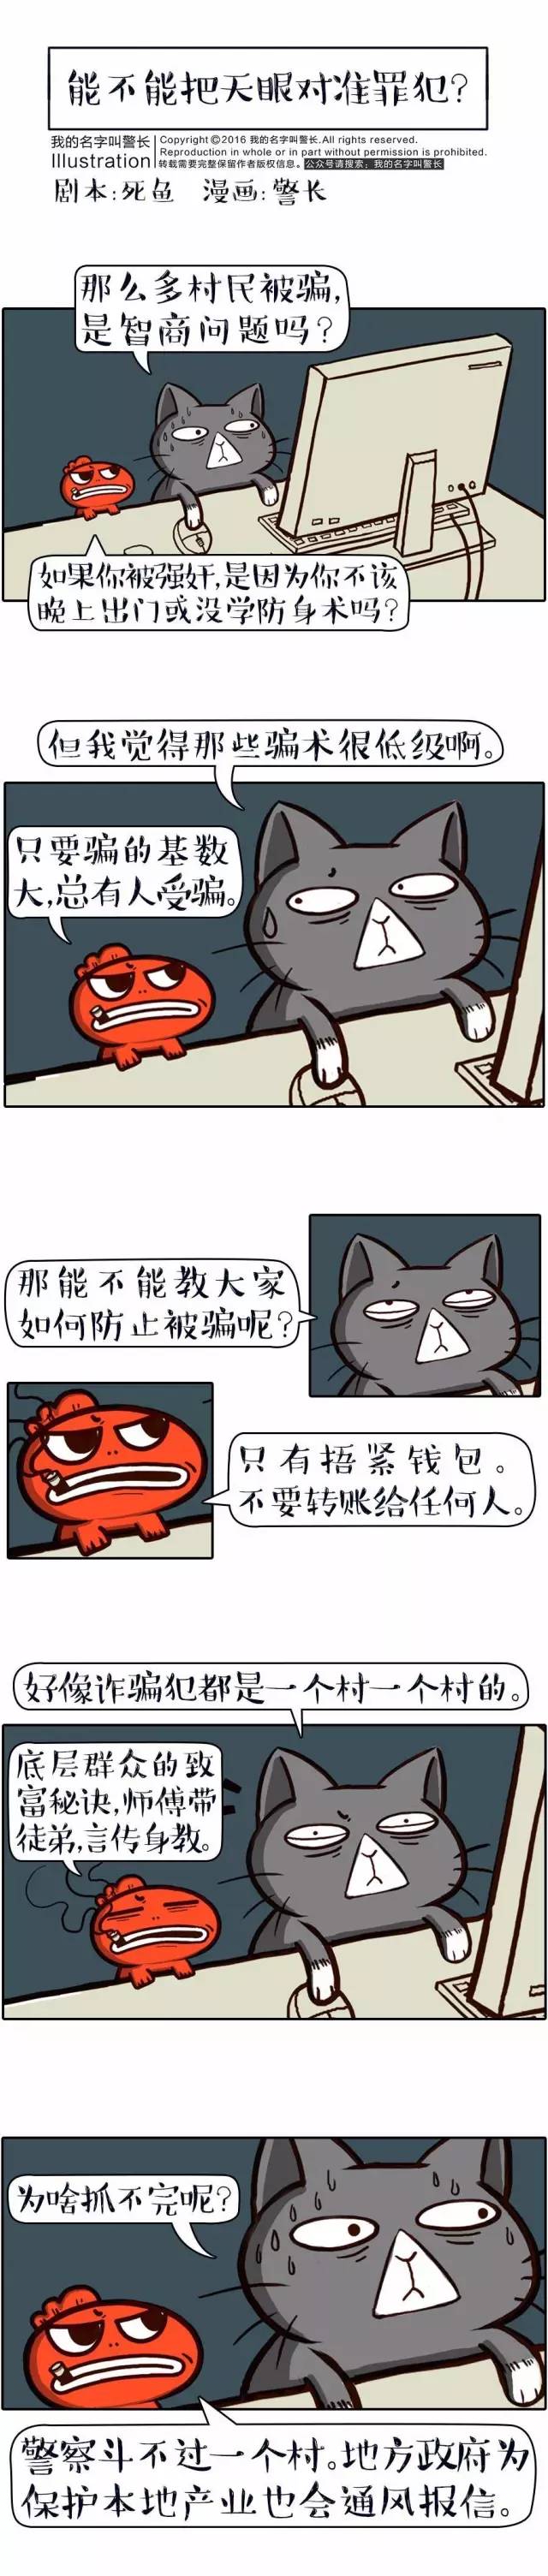 能不能把天眼对准罪犯?
我的名字叫警长
Illustration
Copyright ©2016 我的名字叫警长.All rights reserved.
Reproduction in whole or in part without permission is prohibited.
转载需要完整保留作者版权信息。公众号请搜索:我的名字叫警长
剧本:死鱼 漫画:警长
那么多村民被骗,
是智商问题吗?
如果你被强奸,是因为你不该
晚上出门或没学防身术吗?
但我觉得那些骗术很低级啊。
只要骗的基数
大,总有人受骗。
那能不能教大家
如何防止被骗呢?
只有捂紧钱包。
不要转账给任何人。
好像诈骗犯都是一个村一个村的。
底层群众的致
富秘诀,师傅带
徒弟,言传身教。
为啥抓不完呢?
警察斗不过一个村。地方政府为
保护本地产业也会通风报信。